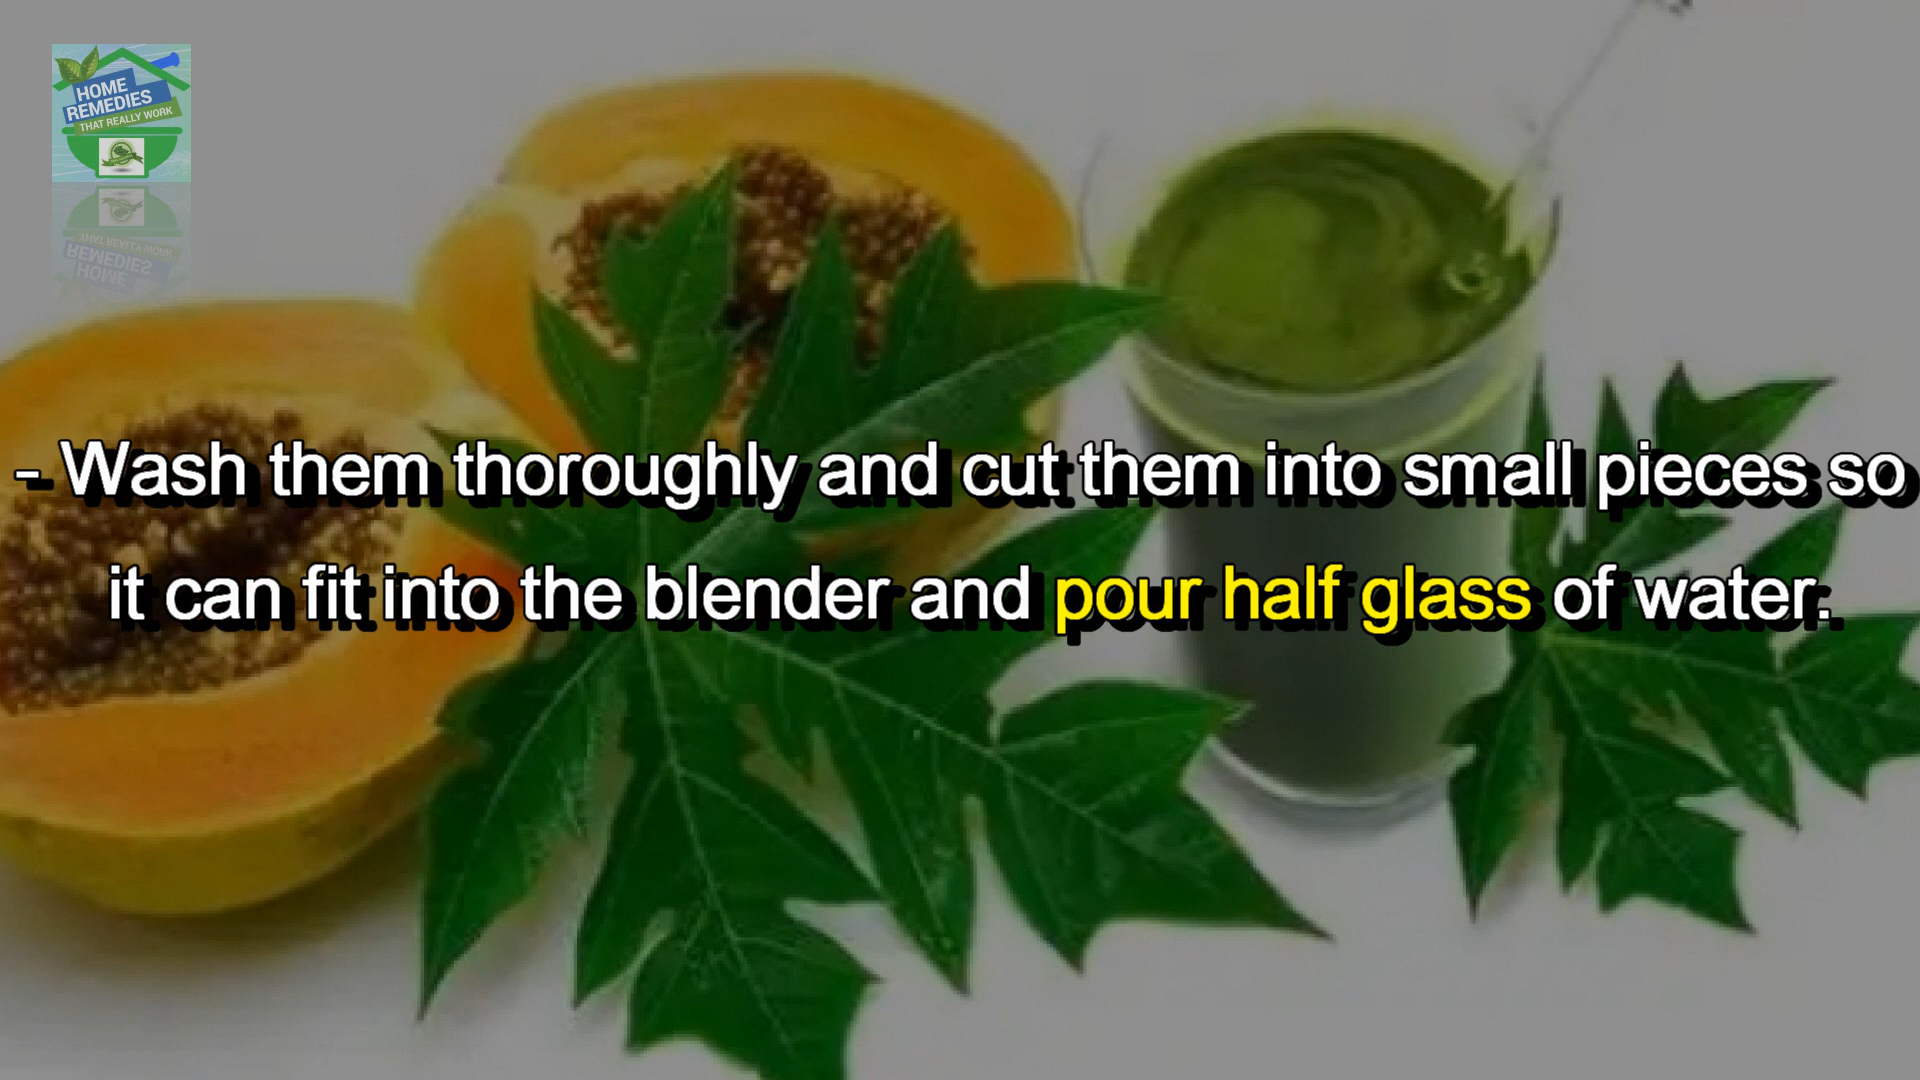 HOME
REMEDIES
THAT REALLY WORK
- Wash them thoroughly and cut them into small pieces so
it can fit into the blender and pour half glass of water.